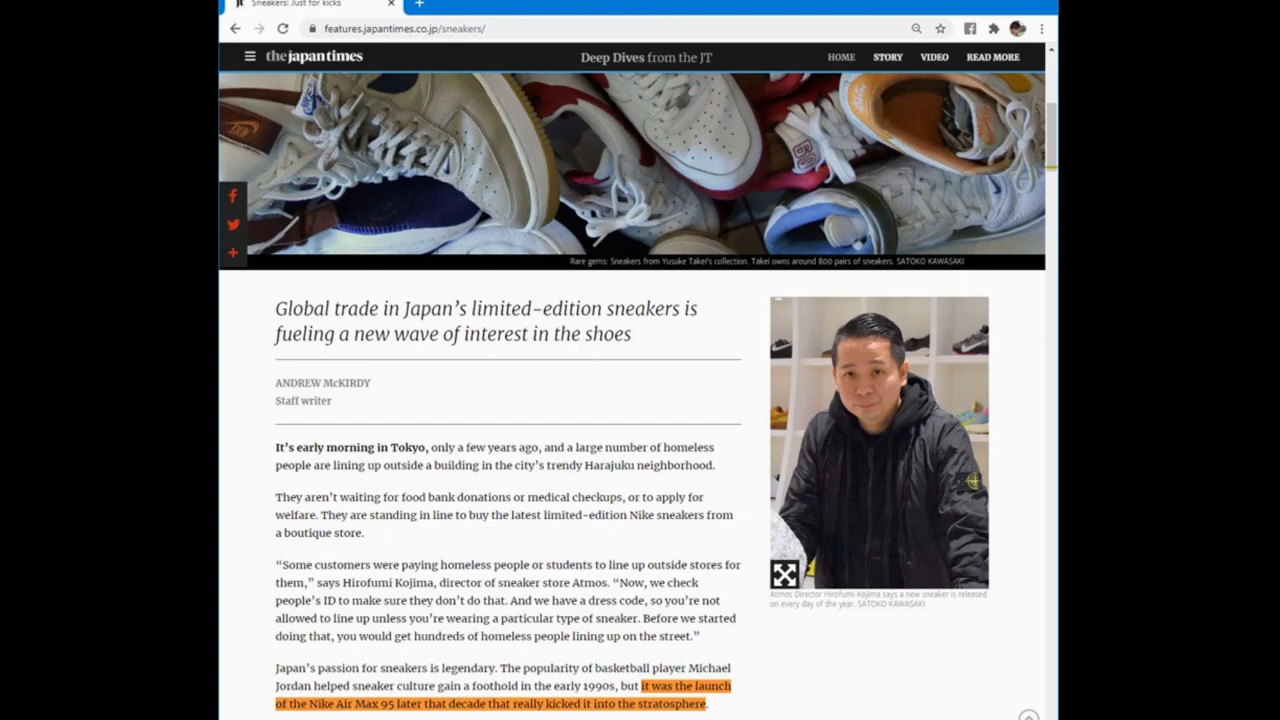 Sneakers: Just for kicks
features.japantimes.co.jp/sneakers/
the japan times
Deep Dives from the JT
HOME STORY VIDEO READ MORE
Rare gems: Sneakers from Yusuke Takei's collection. Takei owns around 800 pairs of sneakers. SATOKO KAWASAKI
Global trade in Japan's limited-edition sneakers is
fueling a new wave of interest in the shoes
ANDREW McKIRDY
Staff writer
It's early morning in Tokyo, only a few years ago, and a large number of homeless
people are lining up outside a building in the city's trendy Harajuku neighborhood.
They aren't waiting for food bank donations or medical checkups, or to apply for
welfare. They are standing in line to buy the latest limited-edition Nike sneakers from
a boutique store.
“Some customers were paying homeless people or students to line up outside stores for
them,” says Hirofumi Kojima, director of sneaker store Atmos. “Now, we check
people's ID to make sure they don't do that. And we have a dress code, so you're not
allowed to line up unless you're wearing a particular type of sneaker. Before we started
doing that, you would get hundreds of homeless people lining up on the street.”
Japan's passion for sneakers is legendary. The popularity of basketball player Michael
Jordan helped sneaker culture gain a foothold in the early 1990s, but it was the launch
of the Nike Air Max 95 later that decade that really kicked it into the stratosphere.
Atmos Director Hirofumi Kojima says a new sneaker is released
on every day of the year. SATOKO KAWASAKI